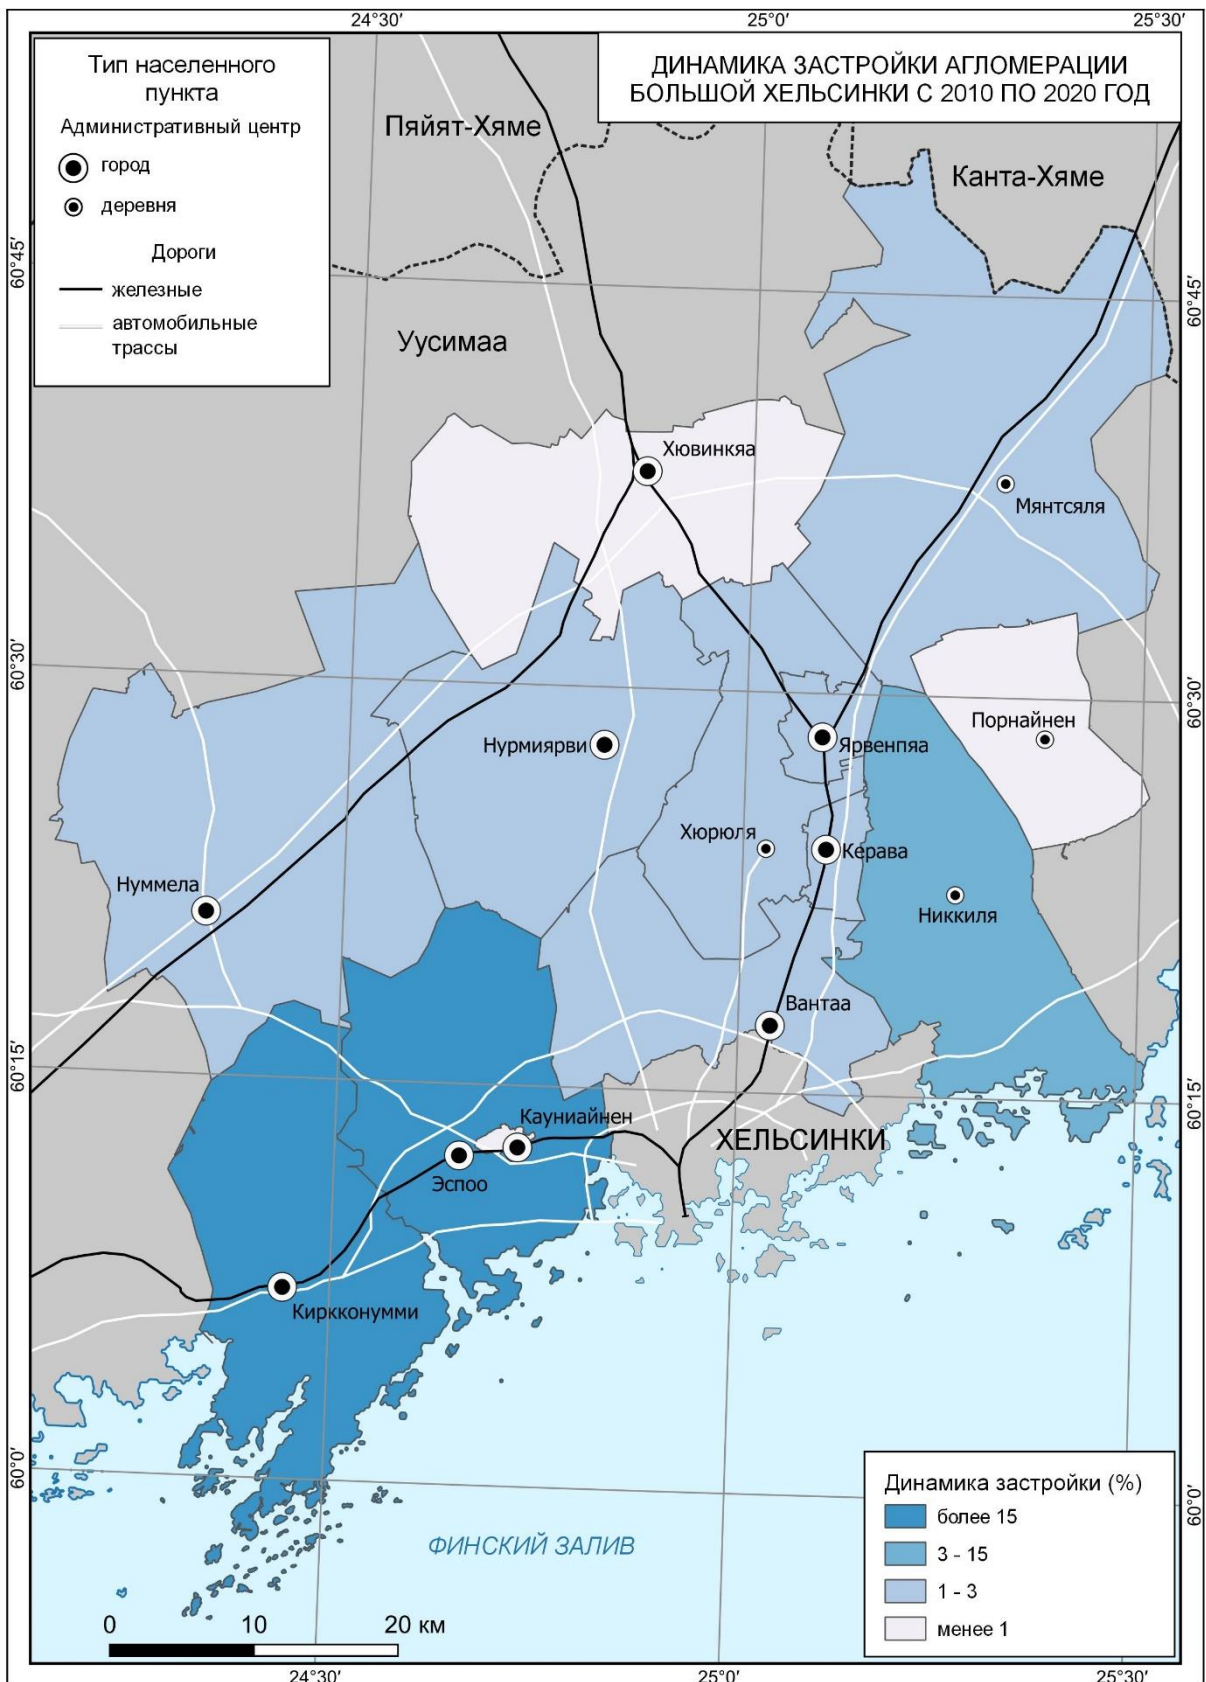 24°30′ 25°0′ 25°30′
Тип населенного
пункта
Административный центр
город
деревня
Дороги
железные
автомобильные
трассы
ДИНАМИКА ЗАСТРОЙКИ АГЛОМЕРАЦИИ
БОЛЬШОЙ ХЕЛЬСИНКИ С 2010 ПО 2020 ГОД
Пяйят-Хяме
Канта-Хяме
60°45′
60°45′
Уусимаа
Хювинкяа
Мянтсяля
60°30′
60°30′
Порнайнен
Нурмиярви
Ярвенпяа
Хюрюля
Керава
Нуммела
Никкиля
Вантаа
60°15′
60°15′
Кауниайнен
ХЕЛЬСИНКИ
Эспоо
Киркконумми
60°0′
60°0′
ФИНСКИЙ ЗАЛИВ
Динамика застройки (%)
более 15
3 - 15
1 - 3
менее 1
0 10 20 км
24°30′ 25°0′ 25°30′